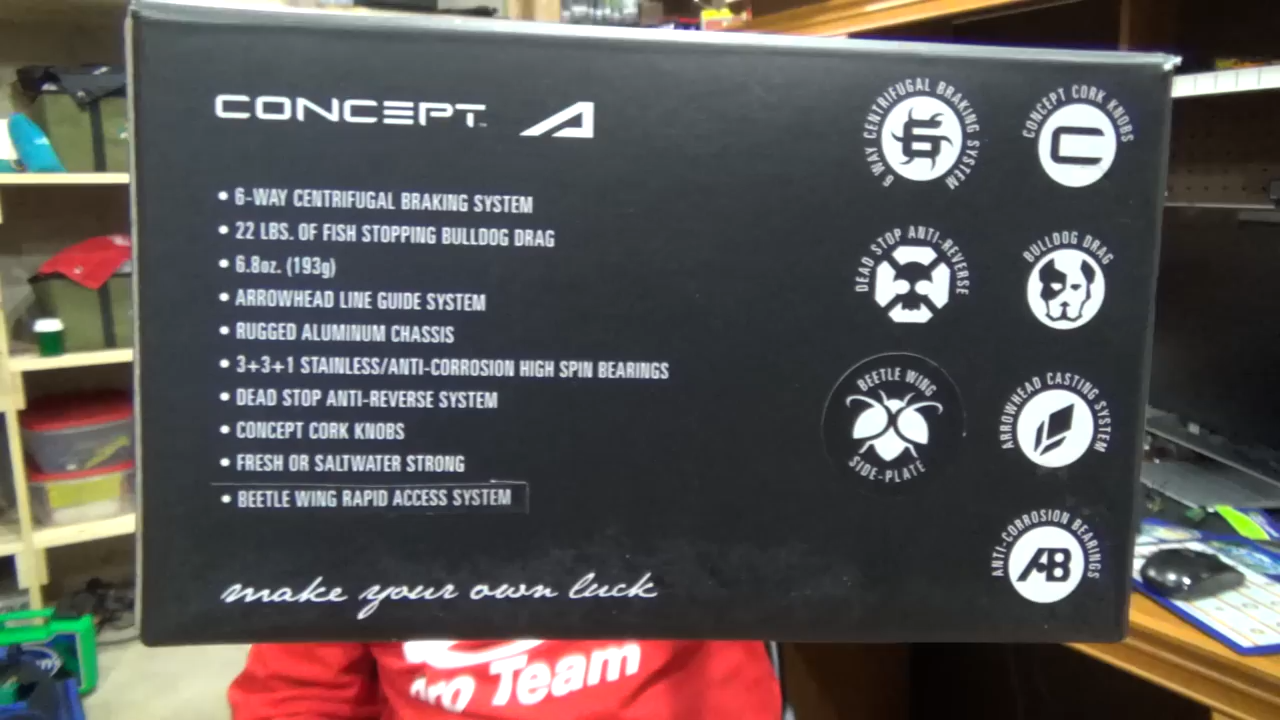 CONCEPT™ A
• 6-WAY CENTRIFUGAL BRAKING SYSTEM
• 22 LBS. OF FISH STOPPING BULLDOG DRAG
• 6.8oz. (193g)
• ARROWHEAD LINE GUIDE SYSTEM
• RUGGED ALUMINUM CHASSIS
• 3+3+1 STAINLESS/ANTI-CORROSION HIGH SPIN BEARINGS
• DEAD STOP ANTI-REVERSE SYSTEM
• CONCEPT CORK KNOBS
• FRESH OR SALTWATER STRONG
• BEETLE WING RAPID ACCESS SYSTEM
make your own luck
6 WAY CENTRIFUGAL BRAKING SYSTEM
6
CONCEPT CORK KNOBS
C
DEAD STOP ANTI-REVERSE
BULLDOG DRAG
BEETLE WING
SIDE-PLATE
ARROWHEAD CASTING SYSTEM
ANTI-CORROSION BEARINGS
AB
Pro Team